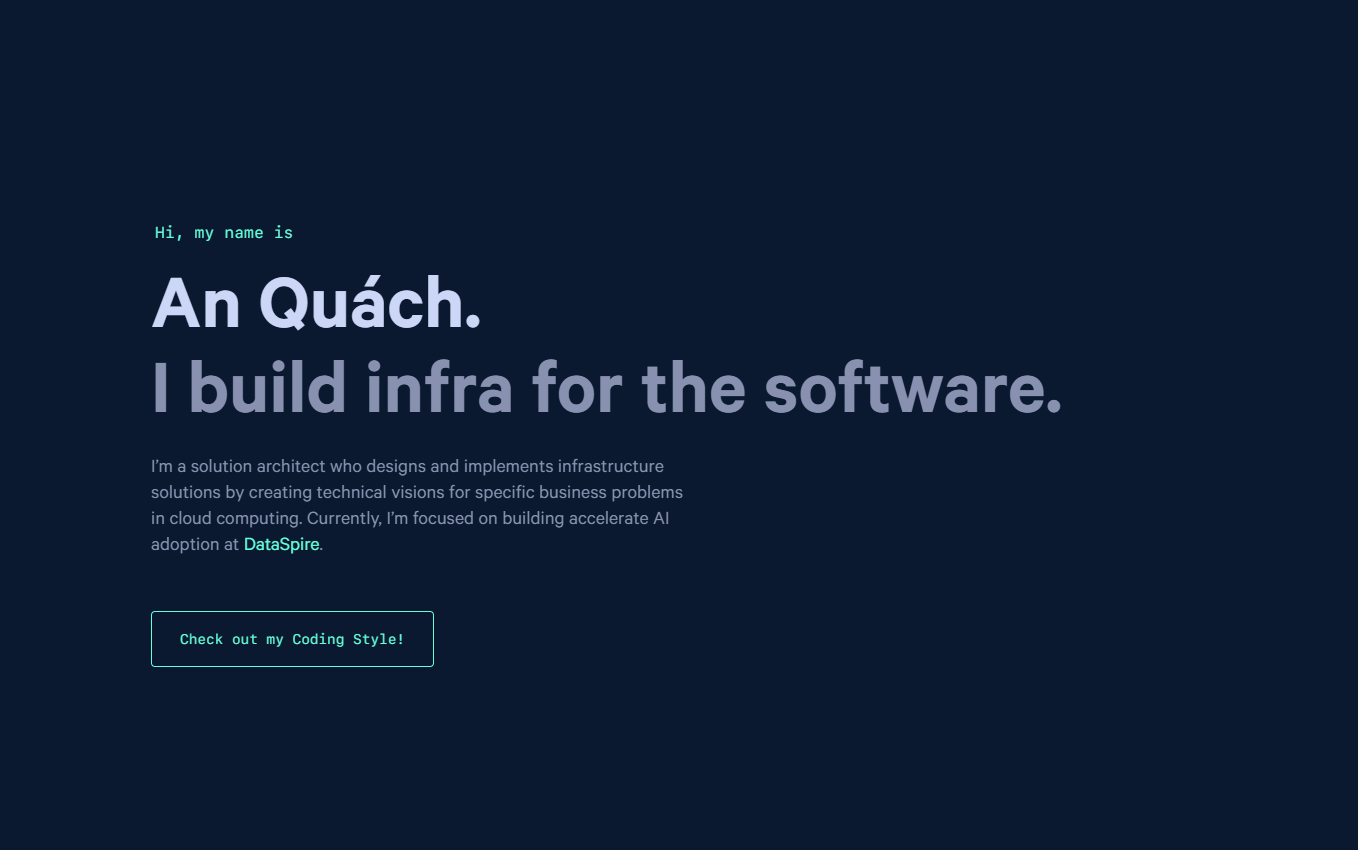 Hi, my name is
An Quách.
I build infra for the software.
I’m a solution architect who designs and implements infrastructure
solutions by creating technical visions for specific business problems
in cloud computing. Currently, I’m focused on building accelerate AI
adoption at DataSpire.
Check out my Coding Style!